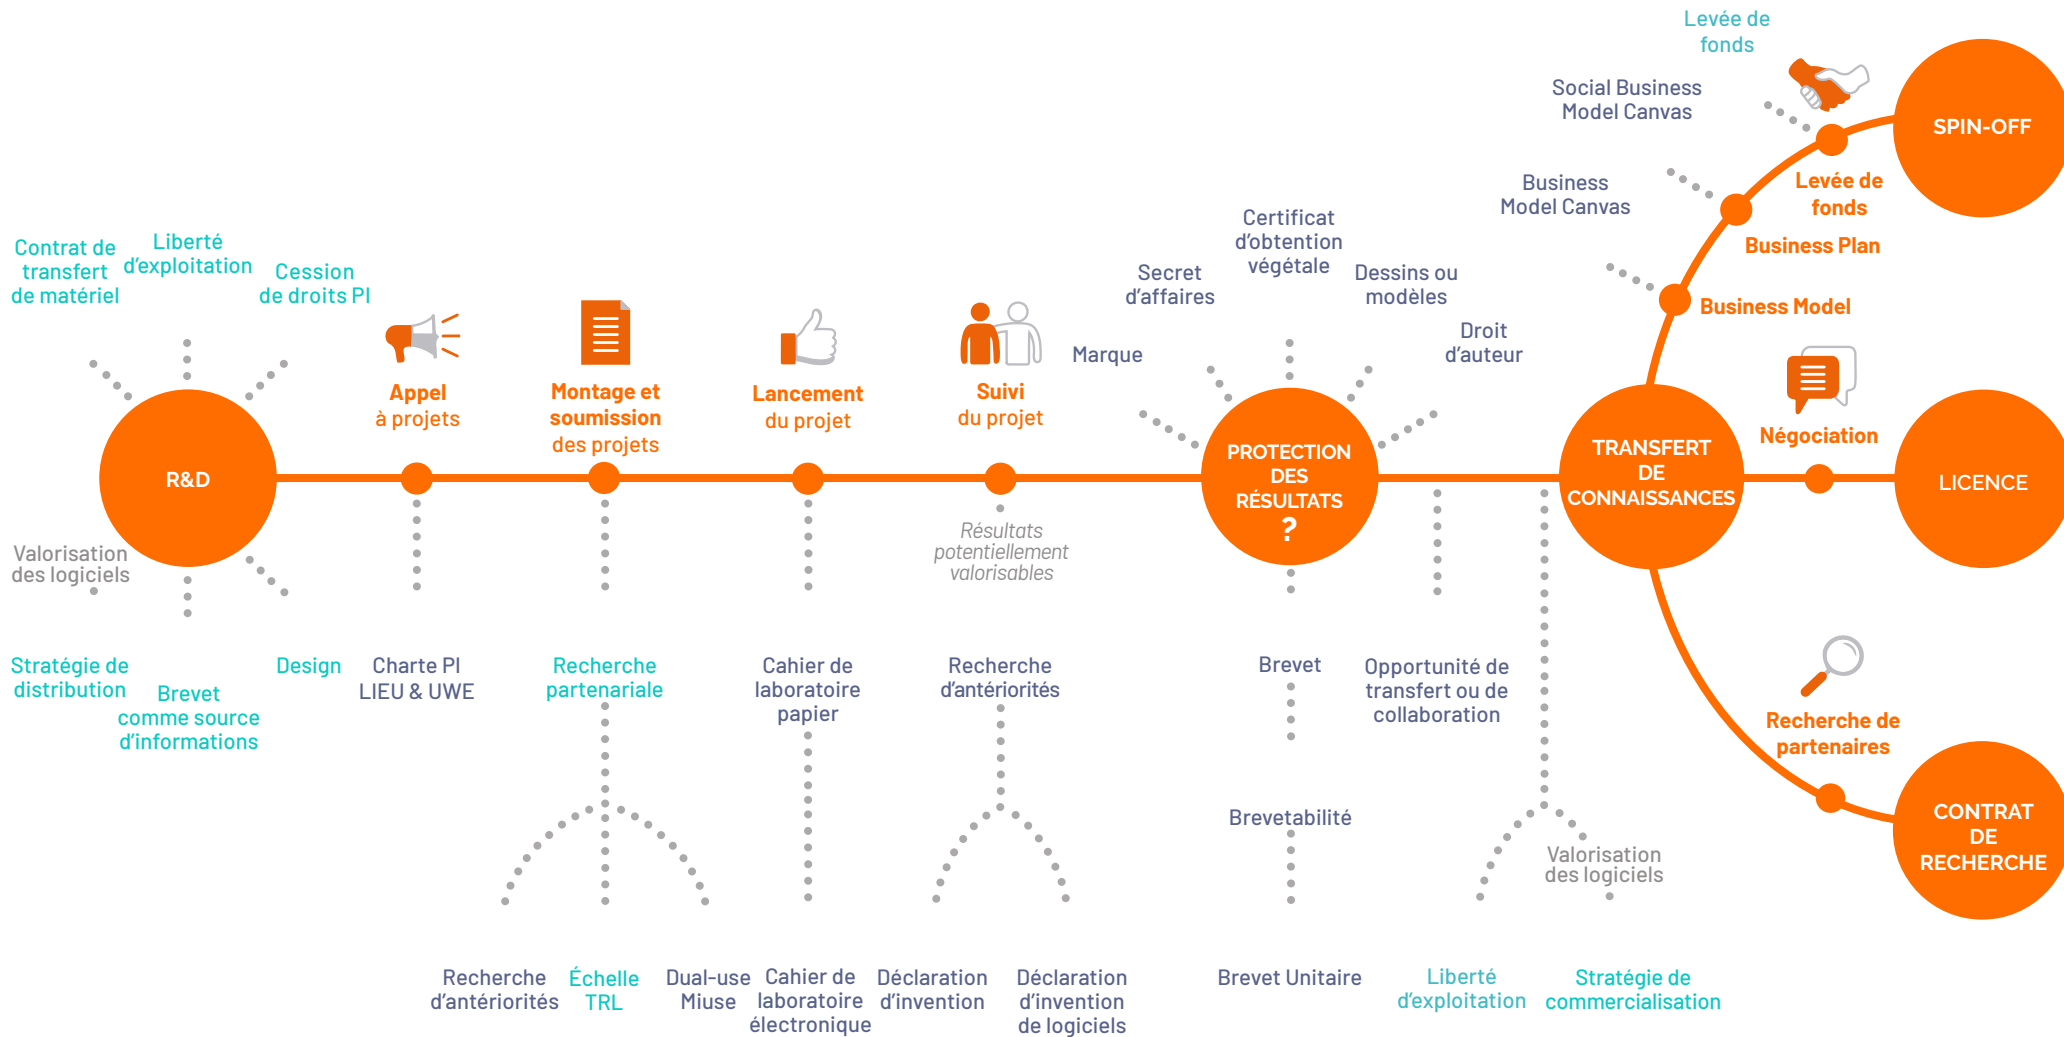 Levée de
fonds
Social Business
Model Canvas
SPIN-OFF
Levée de
fonds
Business
Model Canvas
Business Plan
Business Model
Contrat de
transfert
de matériel
Liberté
d'exploitation
Cession
de droits PI
Appel
à projets
Montage et
soumission
des projets
Lancement
du projet
Suivi
du projet
Marque
Secret
d'affaires
Certificat
d'obtention
végétale
Dessins ou
modèles
Droit
d'auteur
Négociation
R&D
PROTECTION
DES
RÉSULTATS
?
TRANSFERT
DE
CONNAISSANCES
LICENCE
Valorisation
des logiciels
Résultats
potentiellement
valorisables
Stratégie de
distribution
Brevet
comme source
d'informations
Design
Charte PI
LIEU & UWE
Recherche
partenariale
Cahier de
laboratoire
papier
Recherche
d'antériorités
Brevet
Opportunité de
transfert ou de
collaboration
Recherche de
partenaires
Brevetabilité
CONTRAT
DE
RECHERCHE
Valorisation
des logiciels
Recherche
d'antériorités
Échelle
TRL
Dual-use
Miuse
Cahier de
laboratoire
électronique
Déclaration
d'invention
Déclaration
d'invention
de logiciels
Brevet Unitaire
Liberté
d'exploitation
Stratégie de
commercialisation